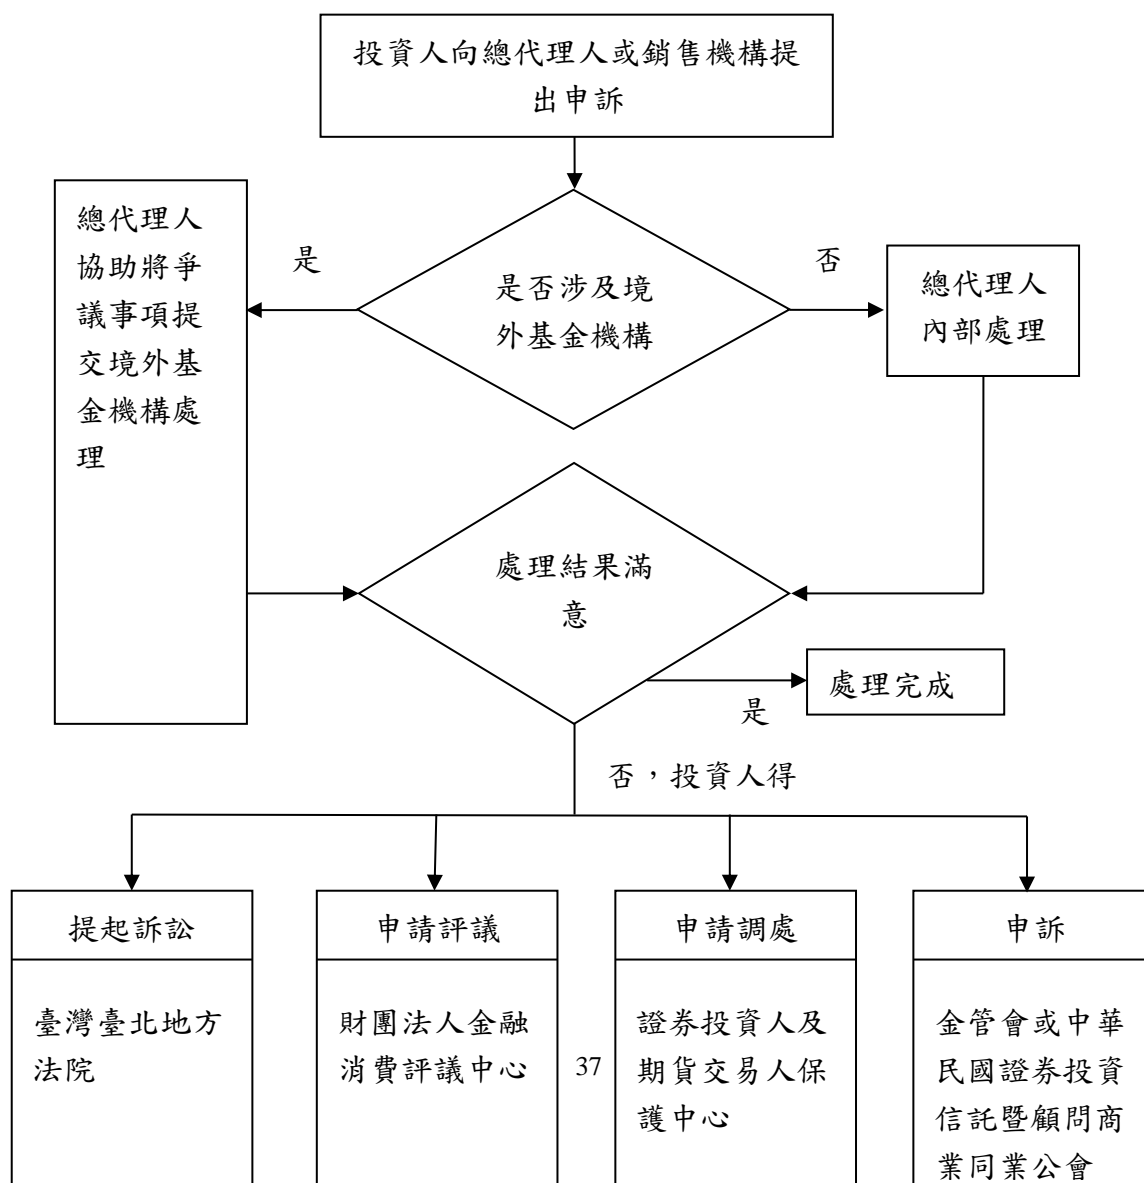 投資人向總代理人或銷售機構提
出申訴
總代理人
協助將爭
議事項提
交境外基
金機構處
理
是
是否涉及境
外基金機構
否
總代理人
內部處理
處理結果滿
意
是
處理完成
否，投資人得
提起訴訟
臺灣臺北地方
法院
申請評議
財團法人金融
消費評議中心
37
申請調處
證券投資人及
期貨交易人保
護中心
申訴
金管會或中華
民國證券投資
信託暨顧問商
業同業公會